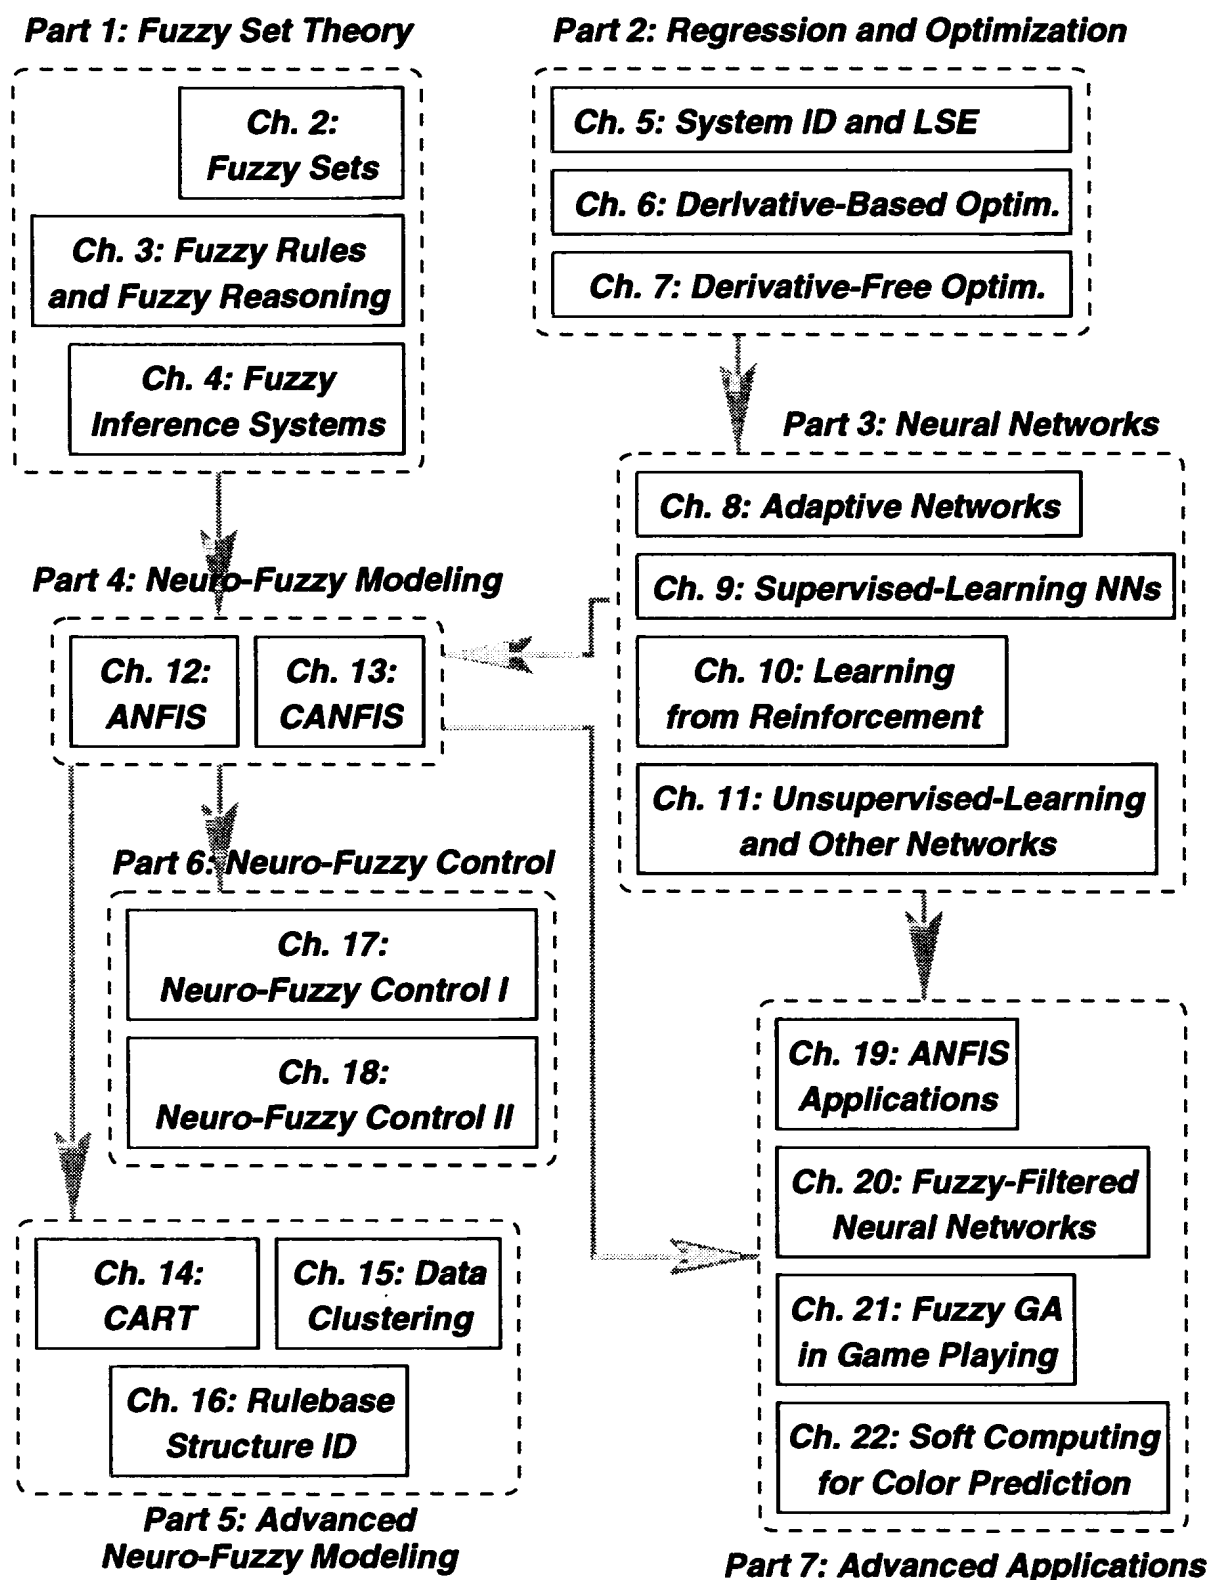 Part 1: Fuzzy Set Theory
Ch. 2:
Fuzzy Sets
Ch. 3: Fuzzy Rules
and Fuzzy Reasoning
Ch. 4: Fuzzy
Inference Systems
Part 2: Regression and Optimization
Ch. 5: System ID and LSE
Ch. 6: Derivative-Based Optim.
Ch. 7: Derivative-Free Optim.
Part 3: Neural Networks
Ch. 8: Adaptive Networks
Ch. 9: Supervised-Learning NNs
Ch. 10: Learning
from Reinforcement
Ch. 11: Unsupervised-Learning
and Other Networks
Part 4: Neuro-Fuzzy Modeling
Ch. 12:
ANFIS
Ch. 13:
CANFIS
Part 6: Neuro-Fuzzy Control
Ch. 17:
Neuro-Fuzzy Control I
Ch. 18:
Neuro-Fuzzy Control II
Ch. 14:
CART
Ch. 15: Data
Clustering
Ch. 16: Rulebase
Structure ID
Part 5: Advanced
Neuro-Fuzzy Modeling
Ch. 19: ANFIS
Applications
Ch. 20: Fuzzy-Filtered
Neural Networks
Ch. 21: Fuzzy GA
in Game Playing
Ch. 22: Soft Computing
for Color Prediction
Part 7: Advanced Applications